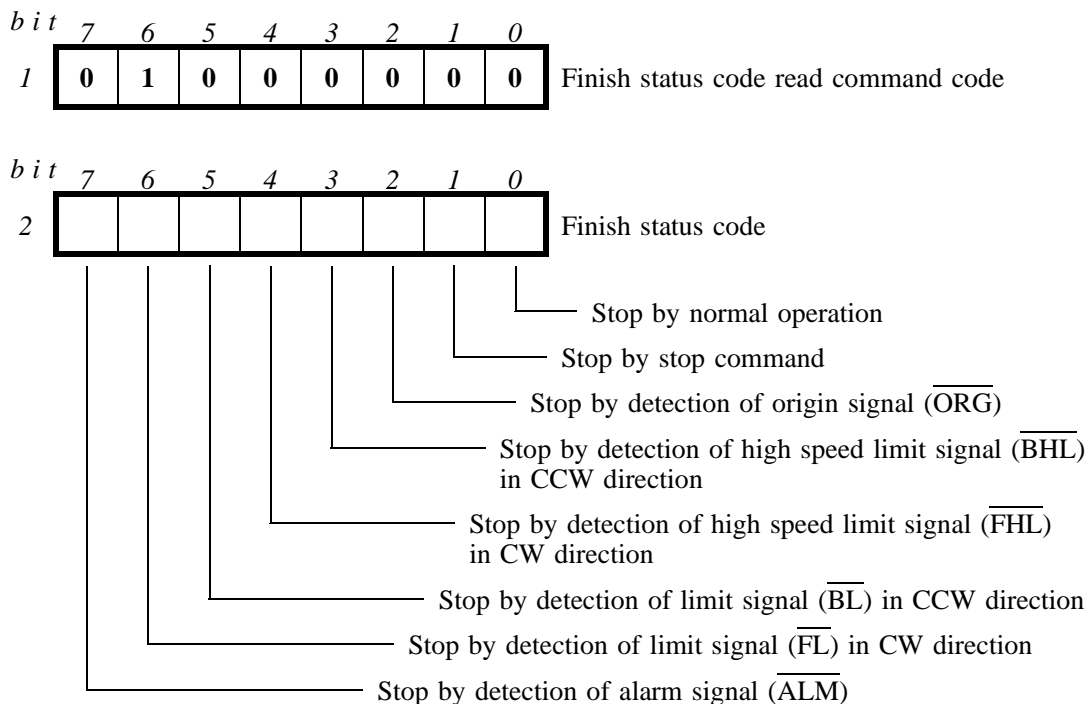 bit 7 6 5 4 3 2 1 0
1 0 1 0 0 0 0 0 0 Finish status code read command code
bit 7 6 5 4 3 2 1 0
2 Finish status code
Stop by normal operation
Stop by stop command
Stop by detection of origin signal (ORG)
Stop by detection of high speed limit signal (BHL)
in CCW direction
Stop by detection of high speed limit signal (FHL)
in CW direction
Stop by detection of limit signal (BL) in CCW direction
Stop by detection of limit signal (FL) in CW direction
Stop by detection of alarm signal (ALM)